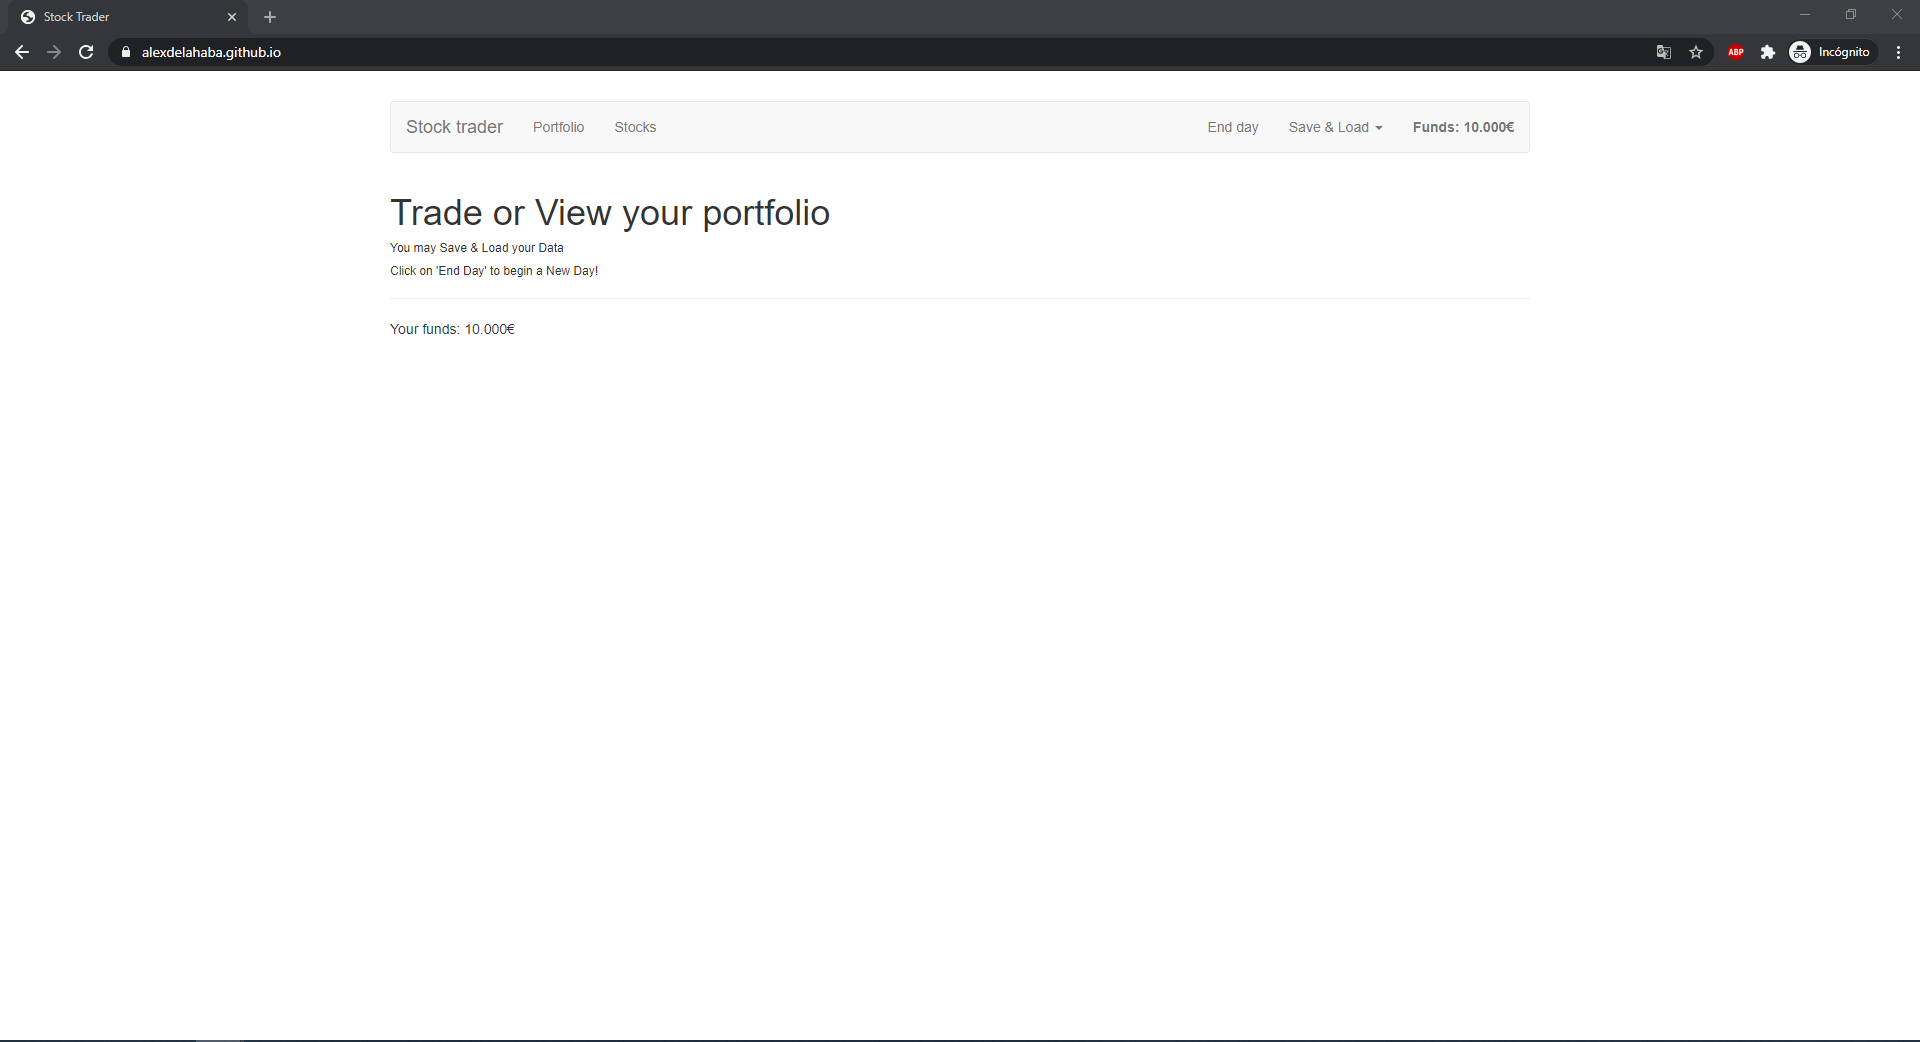 Stock Trader
alexdelahaba.github.io
ABP
Incógnito
Stock trader Portfolio Stocks End day Save & Load Funds: 10.000€
Trade or View your portfolio
You may Save & Load your Data
Click on 'End Day' to begin a New Day!
Your funds: 10.000€